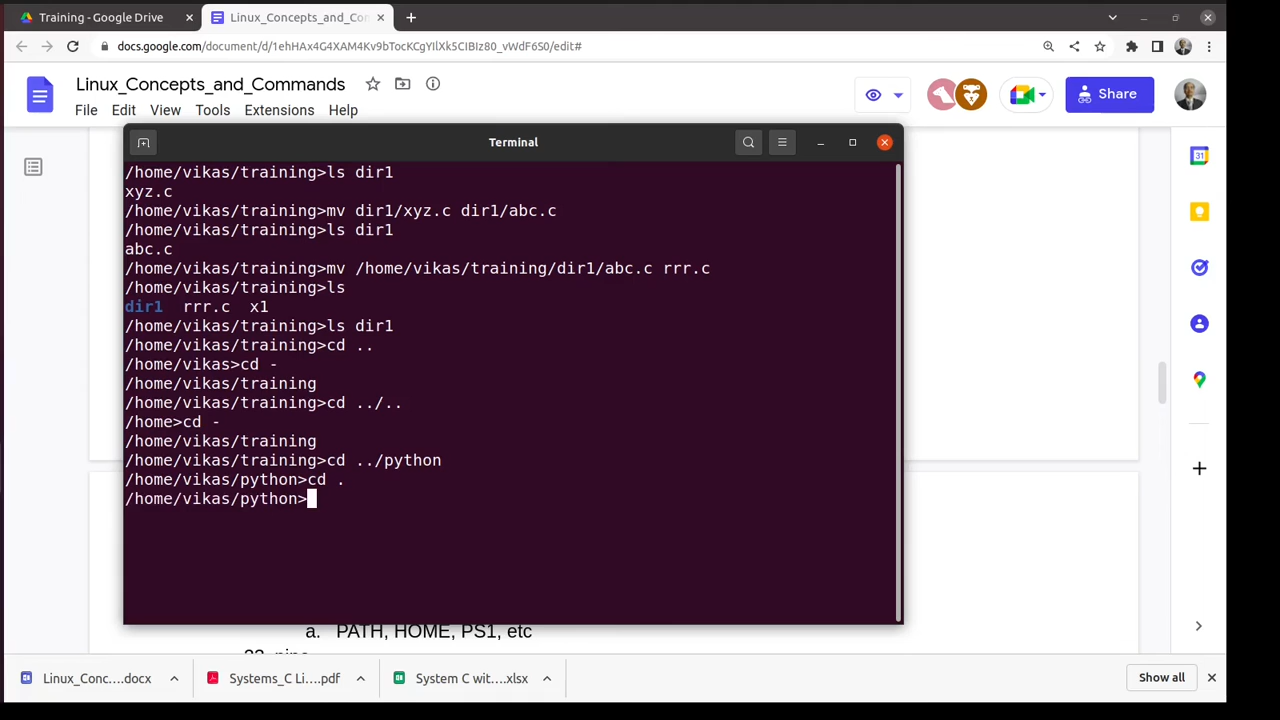 Training - Google Drive
Linux_Concepts_and_Con
docs.google.com/document/d/1ehHAx4G4XAM4Kv9bTocKCgYIlXk5CIBIz80_vWdF6S0/edit#
Linux_Concepts_and_Commands
File Edit View Tools Extensions Help
Share
31
Terminal
/home/vikas/training>ls dir1
xyz.c
/home/vikas/training>mv dir1/xyz.c dir1/abc.c
/home/vikas/training>ls dir1
abc.c
/home/vikas/training>mv /home/vikas/training/dir1/abc.c rrr.c
/home/vikas/training>ls
dir1 rrr.c x1
/home/vikas/training>ls dir1
/home/vikas/training>cd ..
/home/vikas>cd -
/home/vikas/training
/home/vikas/training>cd ../..
/home>cd -
/home/vikas/training
/home/vikas/training>cd ../python
/home/vikas/python>cd .
/home/vikas/python>
a. PATH, HOME, PS1, etc
Linux_Conc....docx
Systems_C Li....pdf
System C wit....xlsx
Show all